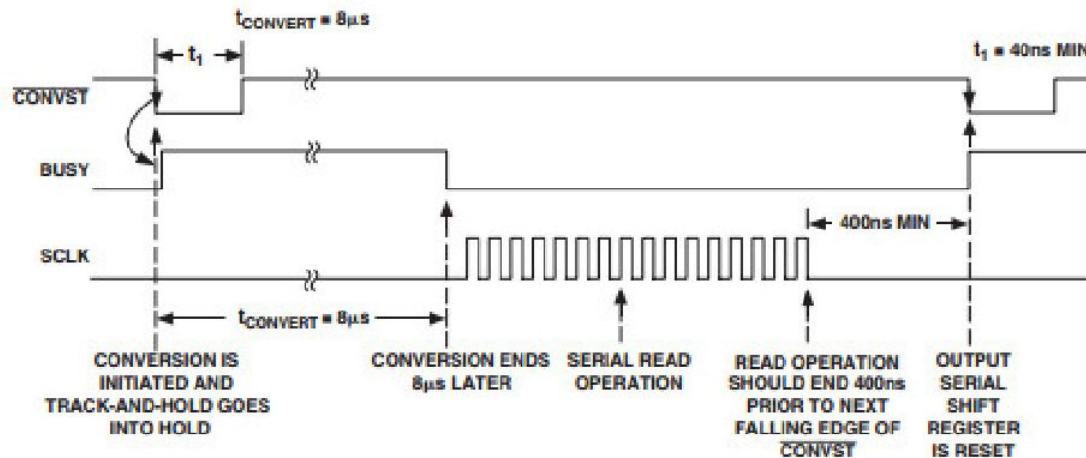 tCONVERT = 8µs
t1
t1 = 40ns MIN
CONVST
BUSY
400ns MIN
SCLK
tCONVERT = 8µs
CONVERSION IS
INITIATED AND
TRACK-AND-HOLD GOES
INTO HOLD
CONVERSION ENDS
8µs LATER
SERIAL READ
OPERATION
READ OPERATION
SHOULD END 400ns
PRIOR TO NEXT
FALLING EDGE OF
CONVST
OUTPUT
SERIAL
SHIFT
REGISTER
IS RESET